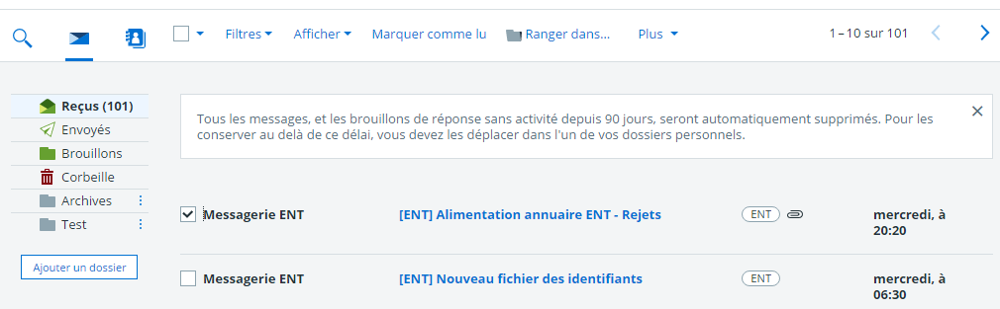 Filtres Afficher Marquer comme lu Ranger dans... Plus 1–10 sur 101
Reçus (101)
Envoyés
Brouillons
Corbeille
Archives
Test
Ajouter un dossier
Tous les messages, et les brouillons de réponse sans activité depuis 90 jours, seront automatiquement supprimés. Pour les
conserver au delà de ce délai, vous devez les déplacer dans l'un de vos dossiers personnels.
Messagerie ENT [ENT] Alimentation annuaire ENT - Rejets ENT mercredi, à
20:20
Messagerie ENT [ENT] Nouveau fichier des identifiants ENT mercredi, à
06:30